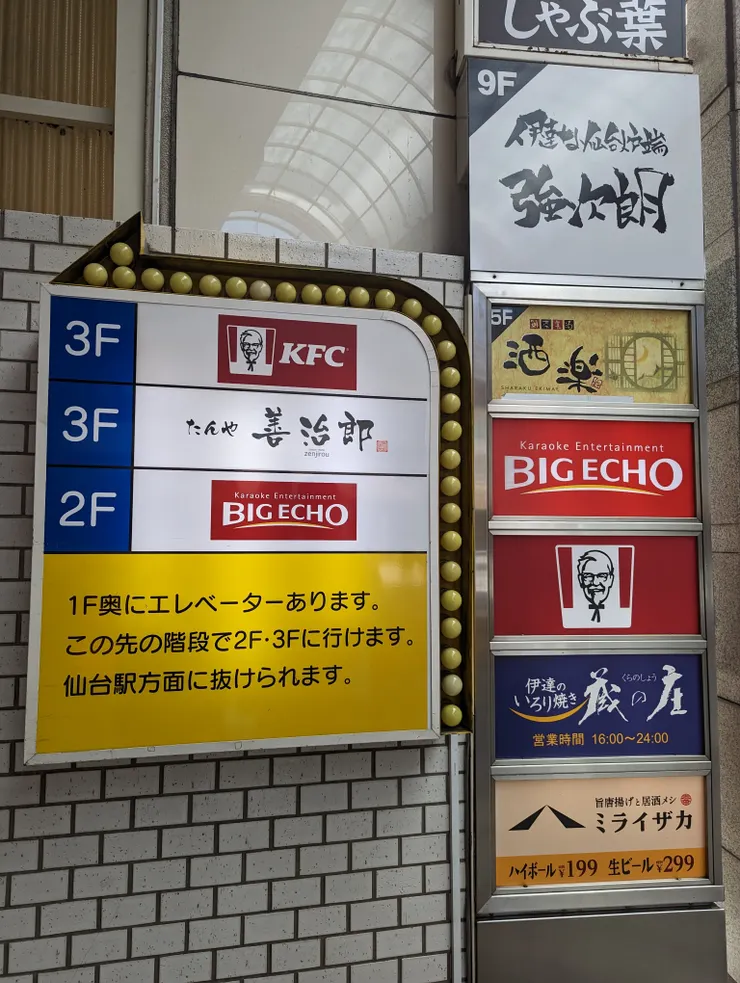 3F
KFC
3F
たんや 善治郎
zenjirou
2F
Karaoke Entertainment
BIG ECHO
1F奥にエレベーターあります。
この先の階段で2F・3Fに行けます。
仙台駅方面に抜けられます。
しゃぶ葉
9F
伊達な仙台炉端
強次朗
5F
酒楽
Karaoke Entertainment
BIG ECHO
伊達の
いろり焼き
くらのしょう
蔵の庄
営業時間 16:00〜24:00
旨唐揚げと居酒メシ
ミライザカ
ハイボール ¥199 生ビール ¥299